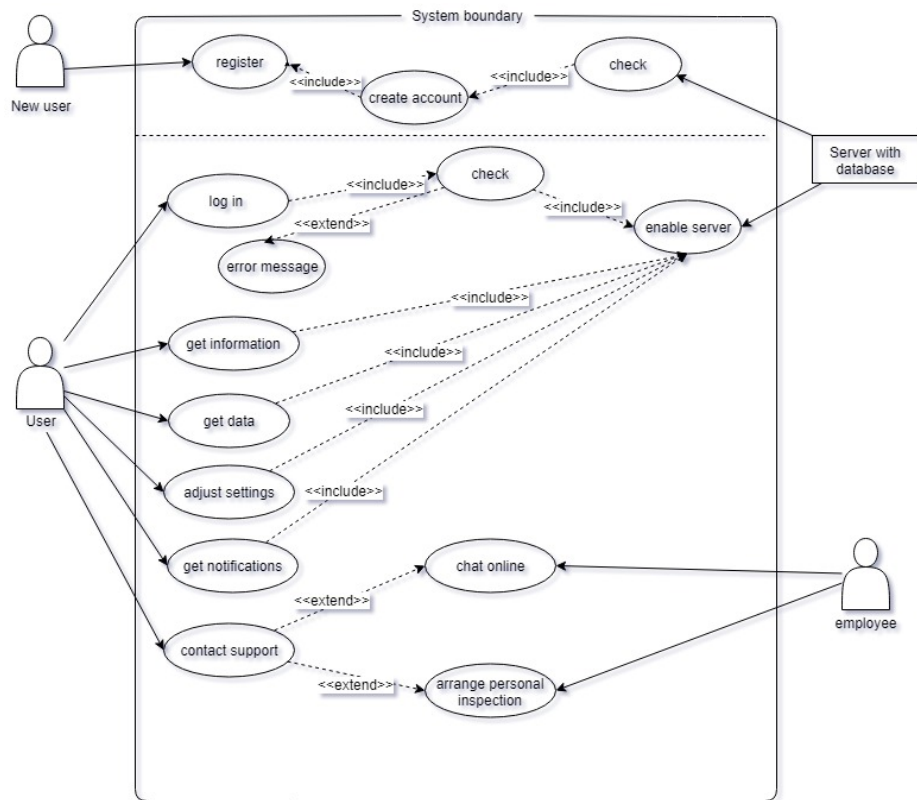 System boundary
New user
register
<<include>>
create account
<<include>>
check
Server with
database
log in
<<include>>
check
<<extend>>
<<include>>
enable server
error message
<<include>>
get information
User
<<include>>
get data
<<include>>
adjust settings
<<include>>
get notifications
chat online
<<extend>>
employee
contact support
<<extend>>
arrange personal
inspection